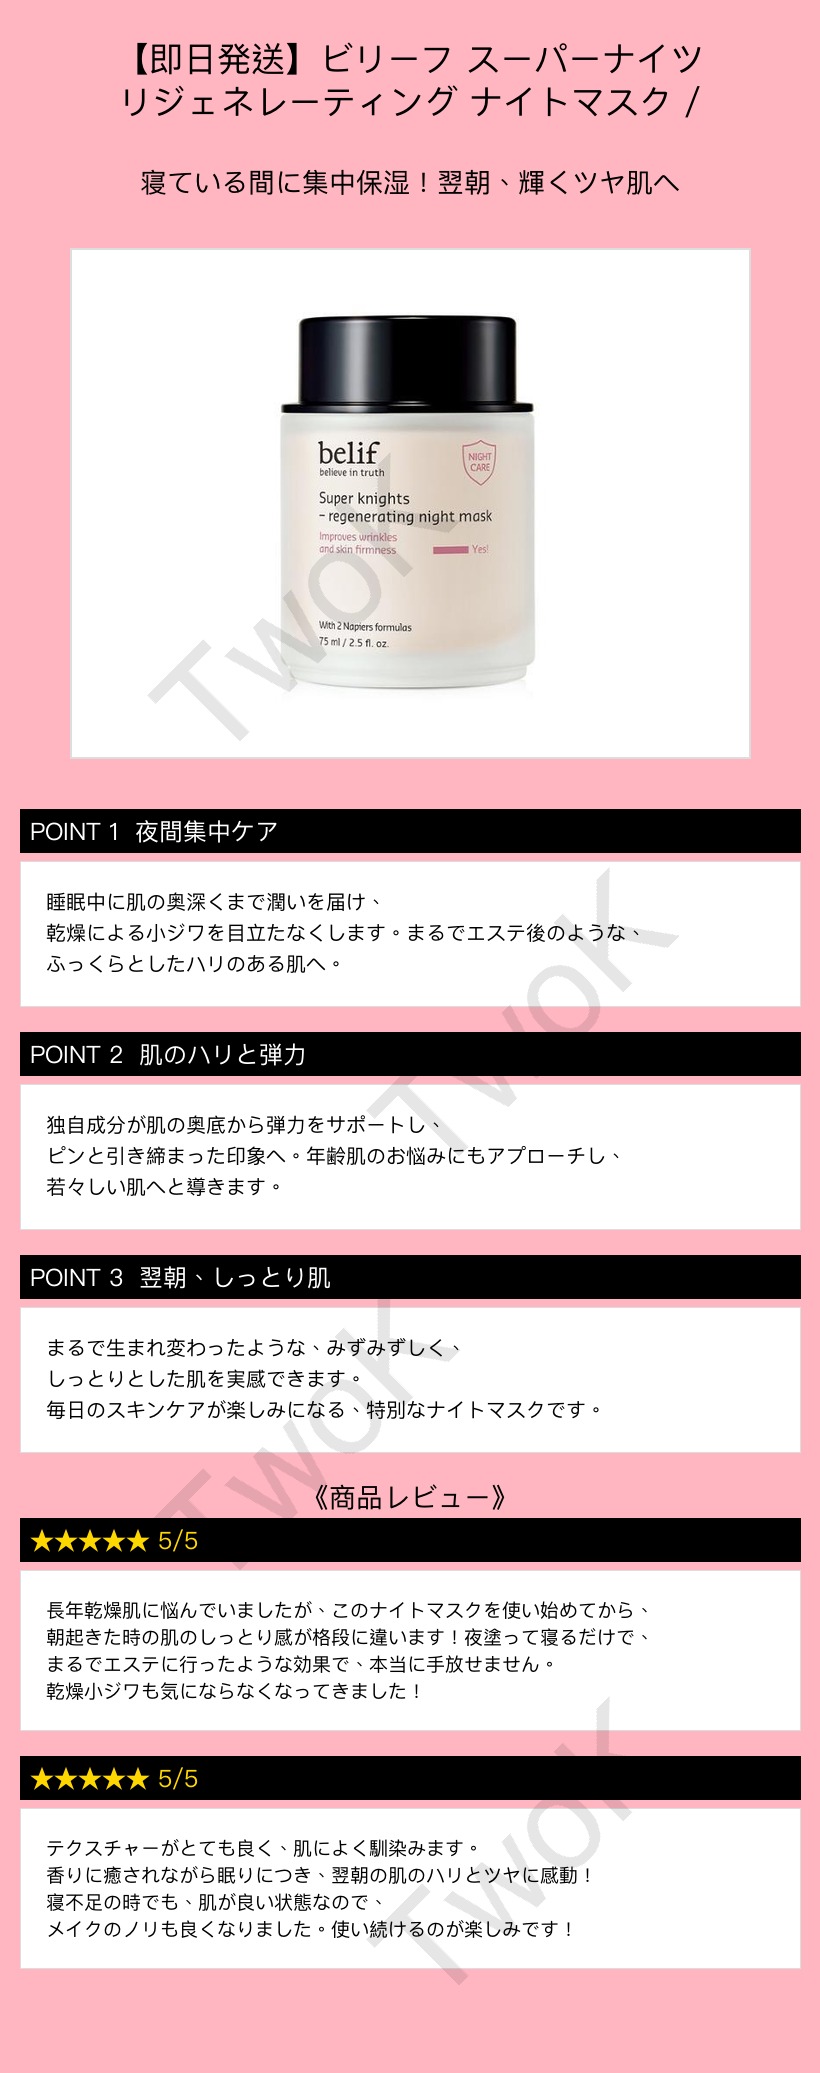 【即日発送】ビリーフ スーパーナイツ
リジェネレーティング ナイトマスク /
寝ている間に集中保湿！翌朝、輝くツヤ肌へ
belif
believe in truth
NIGHT
CARE
Super knights
– regenerating night mask
Improves wrinkles
and skin firmness
Yes!
With 2 Napiers formulas
75 ml / 2.5 fl. oz.
TwoK
POINT 1 夜間集中ケア
睡眠中に肌の奥深くまで潤いを届け、
乾燥による小ジワを目立たなくします。まるでエステ後のような、
ふっくらとしたハリのある肌へ。
TwoK
POINT 2 肌のハリと弾力
独自成分が肌の奥底から弾力をサポートし、
ピンと引き締まった印象へ。年齢肌のお悩みにもアプローチし、
若々しい肌へと導きます。
POINT 3 翌朝、しっとり肌
まるで生まれ変わったような、みずみずしく、
しっとりとした肌を実感できます。
毎日のスキンケアが楽しみになる、特別なナイトマスクです。
TwoK
《商品レビュー》
★★★★★ 5/5
長年乾燥肌に悩んでいましたが、このナイトマスクを使い始めてから、
朝起きた時の肌のしっとり感が格段に違います！夜塗って寝るだけで、
まるでエステに行ったような効果で、本当に手放せません。
乾燥小ジワも気にならなくなってきました！
★★★★★ 5/5
テクスチャーがとても良く、肌によく馴染みます。
香りに癒されながら眠りにつき、翌朝の肌のハリとツヤに感動！
寝不足の時でも、肌が良い状態なので、
メイクのノリも良くなりました。使い続けるのが楽しみです！
TwoK